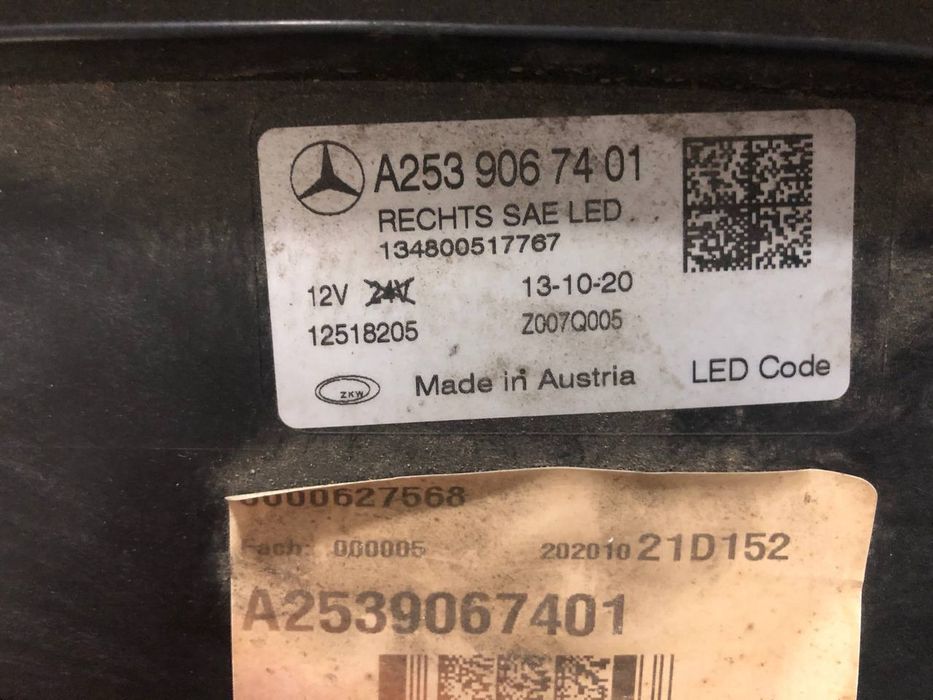 A253 906 74 01
RECHTS SAE LED
134800517767
12V 24V 13-10-20
12518205 Z007Q005
ZKW Made in Austria LED Code
0000627568
Fach: 000005 202010 21D152
A2539067401